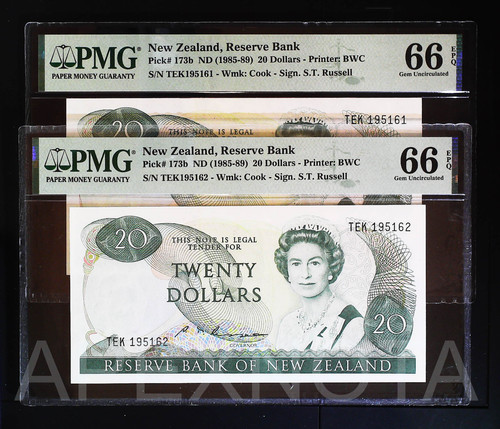 PMG
PAPER MONEY GUARANTY
New Zealand, Reserve Bank
Pick# 173b ND (1985-89) 20 Dollars - Printer: BWC
S/N TEK195161 - Wmk: Cook - Sign. S.T. Russell
66 EPQ
Gem Uncirculated
20
THIS NOTE IS LEGAL
TEK 195161
PMG
PAPER MONEY GUARANTY
New Zealand, Reserve Bank
Pick# 173b ND (1985-89) 20 Dollars - Printer: BWC
S/N TEK195162 - Wmk: Cook - Sign. S.T. Russell
66 EPQ
Gem Uncirculated
20
THIS NOTE IS LEGAL
TENDER FOR
TEK 195162
TWENTY
DOLLARS
20
TEK 195162
GOVERNOR
RESERVE BANK OF NEW ZEALAND
APEXNOTA